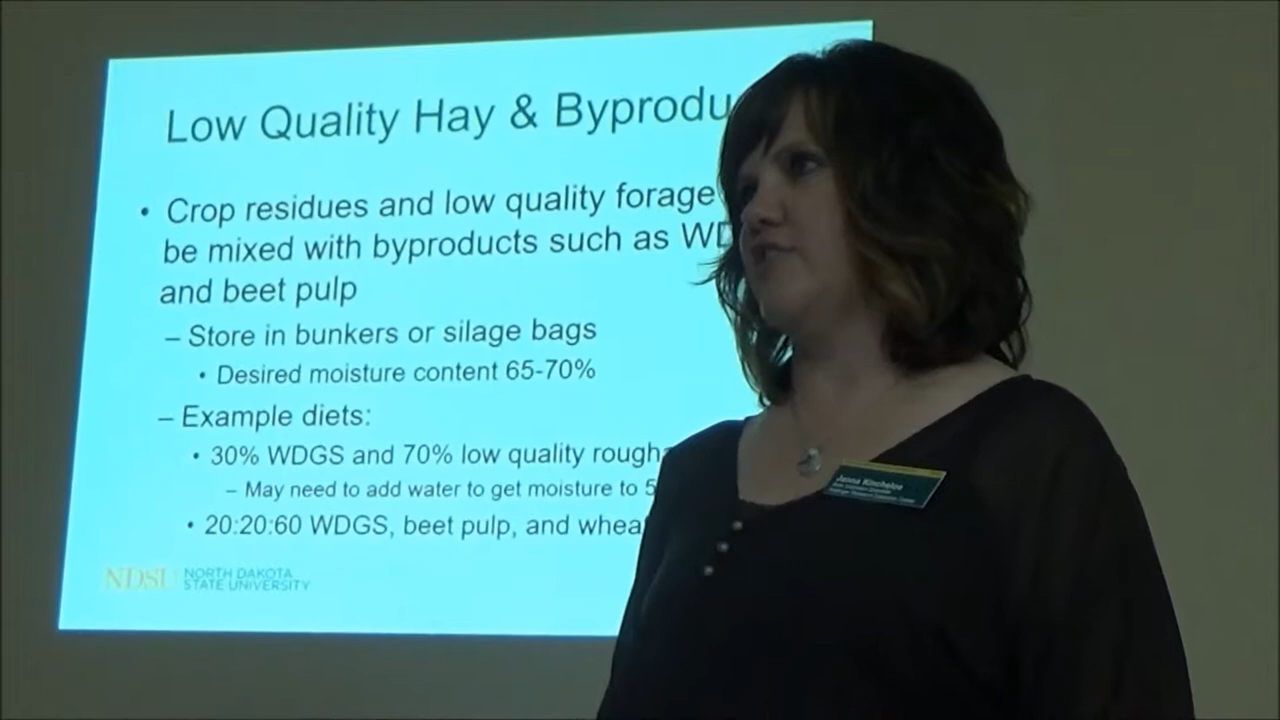 Low Quality Hay & Byprodu
• Crop residues and low quality forage
be mixed with byproducts such as WD
and beet pulp
– Store in bunkers or silage bags
• Desired moisture content 65-70%
– Example diets:
• 30% WDGS and 70% low quality rough
– May need to add water to get moisture to 5
• 20:20:60 WDGS, beet pulp, and whea
NDSU NORTH DAKOTA
STATE UNIVERSITY
Janna Kincheloe